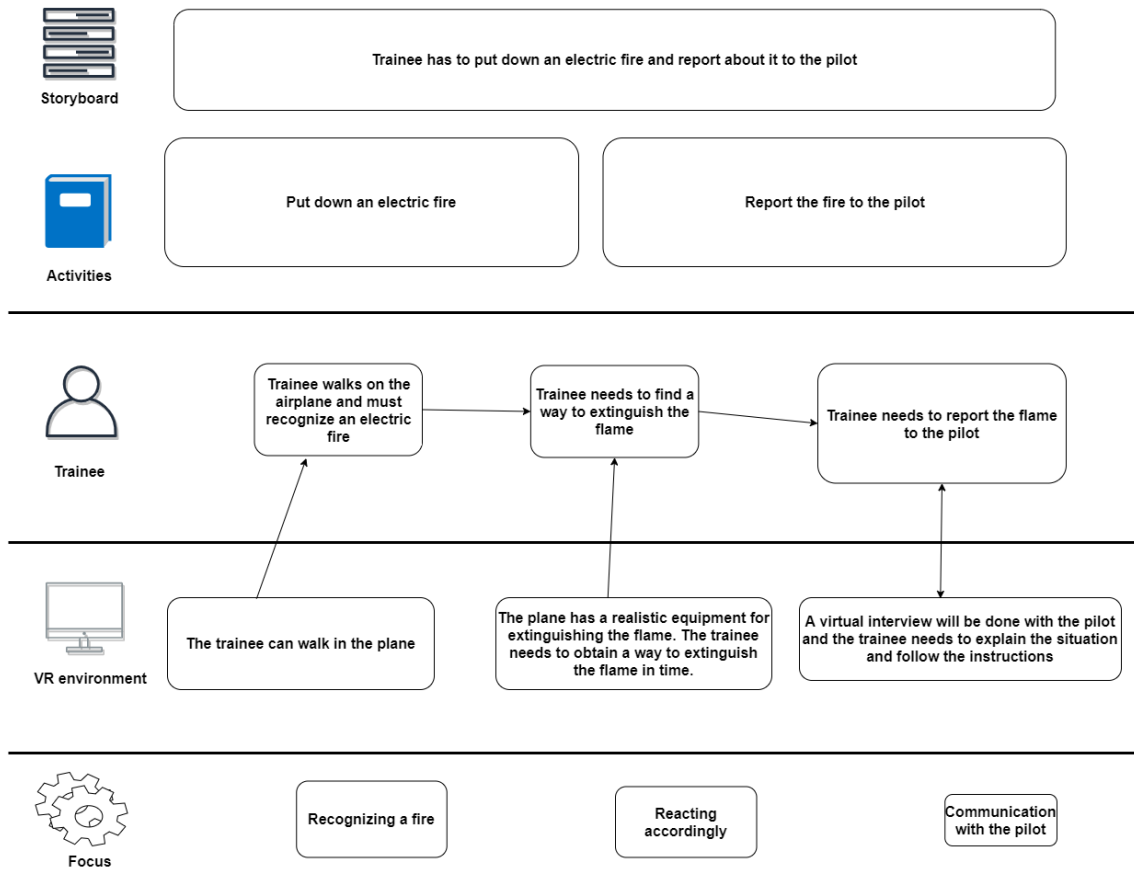 Trainee has to put down an electric fire and report about it to the pilot
Storyboard
Put down an electric fire
Report the fire to the pilot
Activities
Trainee walks on the
airplane and must
recognize an electric
fire
Trainee needs to find a
way to extinguish the
flame
Trainee needs to report the flame
to the pilot
Trainee
The trainee can walk in the plane
The plane has a realistic equipment for
extinguishing the flame. The trainee
needs to obtain a way to extinguish
the flame in time.
A virtual interview will be done with the pilot
and the trainee needs to explain the situation
and follow the instructions
VR environment
Recognizing a fire
Reacting
accordingly
Communication
with the pilot
Focus